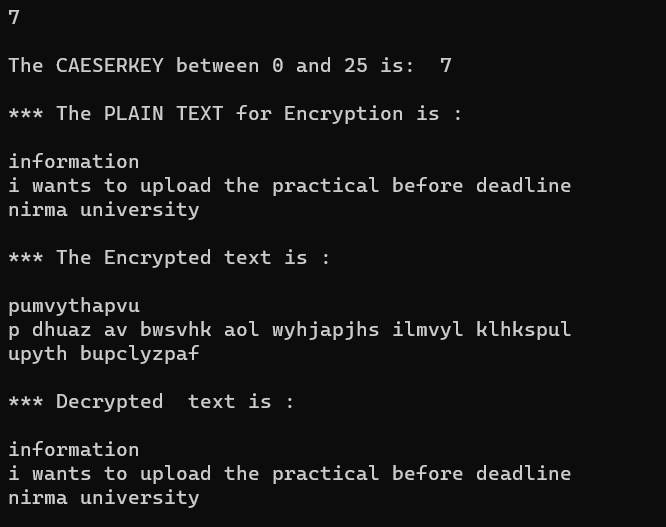 7
The CAESERKEY between 0 and 25 is:  7
*** The PLAIN TEXT for Encryption is :
information
i wants to upload the practical before deadline
nirma university
*** The Encrypted text is :
pumvythapvu
p dhuaz av bwsvhk aol wyhjapjhs ilmvyl klhkspul
upyth bupclyzpaf
*** Decrypted  text is :
information
i wants to upload the practical before deadline
nirma university